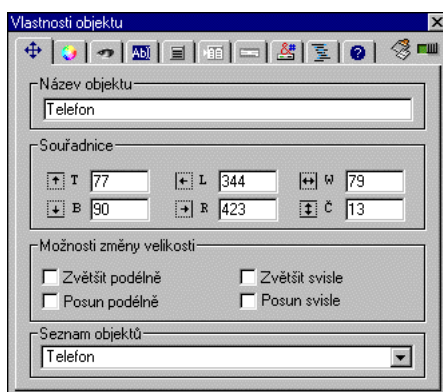 Vlastnosti objektu
Abl
&#
?
Název objektu
Telefon
Souřadnice
T 77 L 344 W 79
B 90 R 423 Č 13
Možnosti změny velikosti
Zvětšit podélně Zvětšit svisle
Posun podélně Posun svisle
Seznam objektů
Telefon